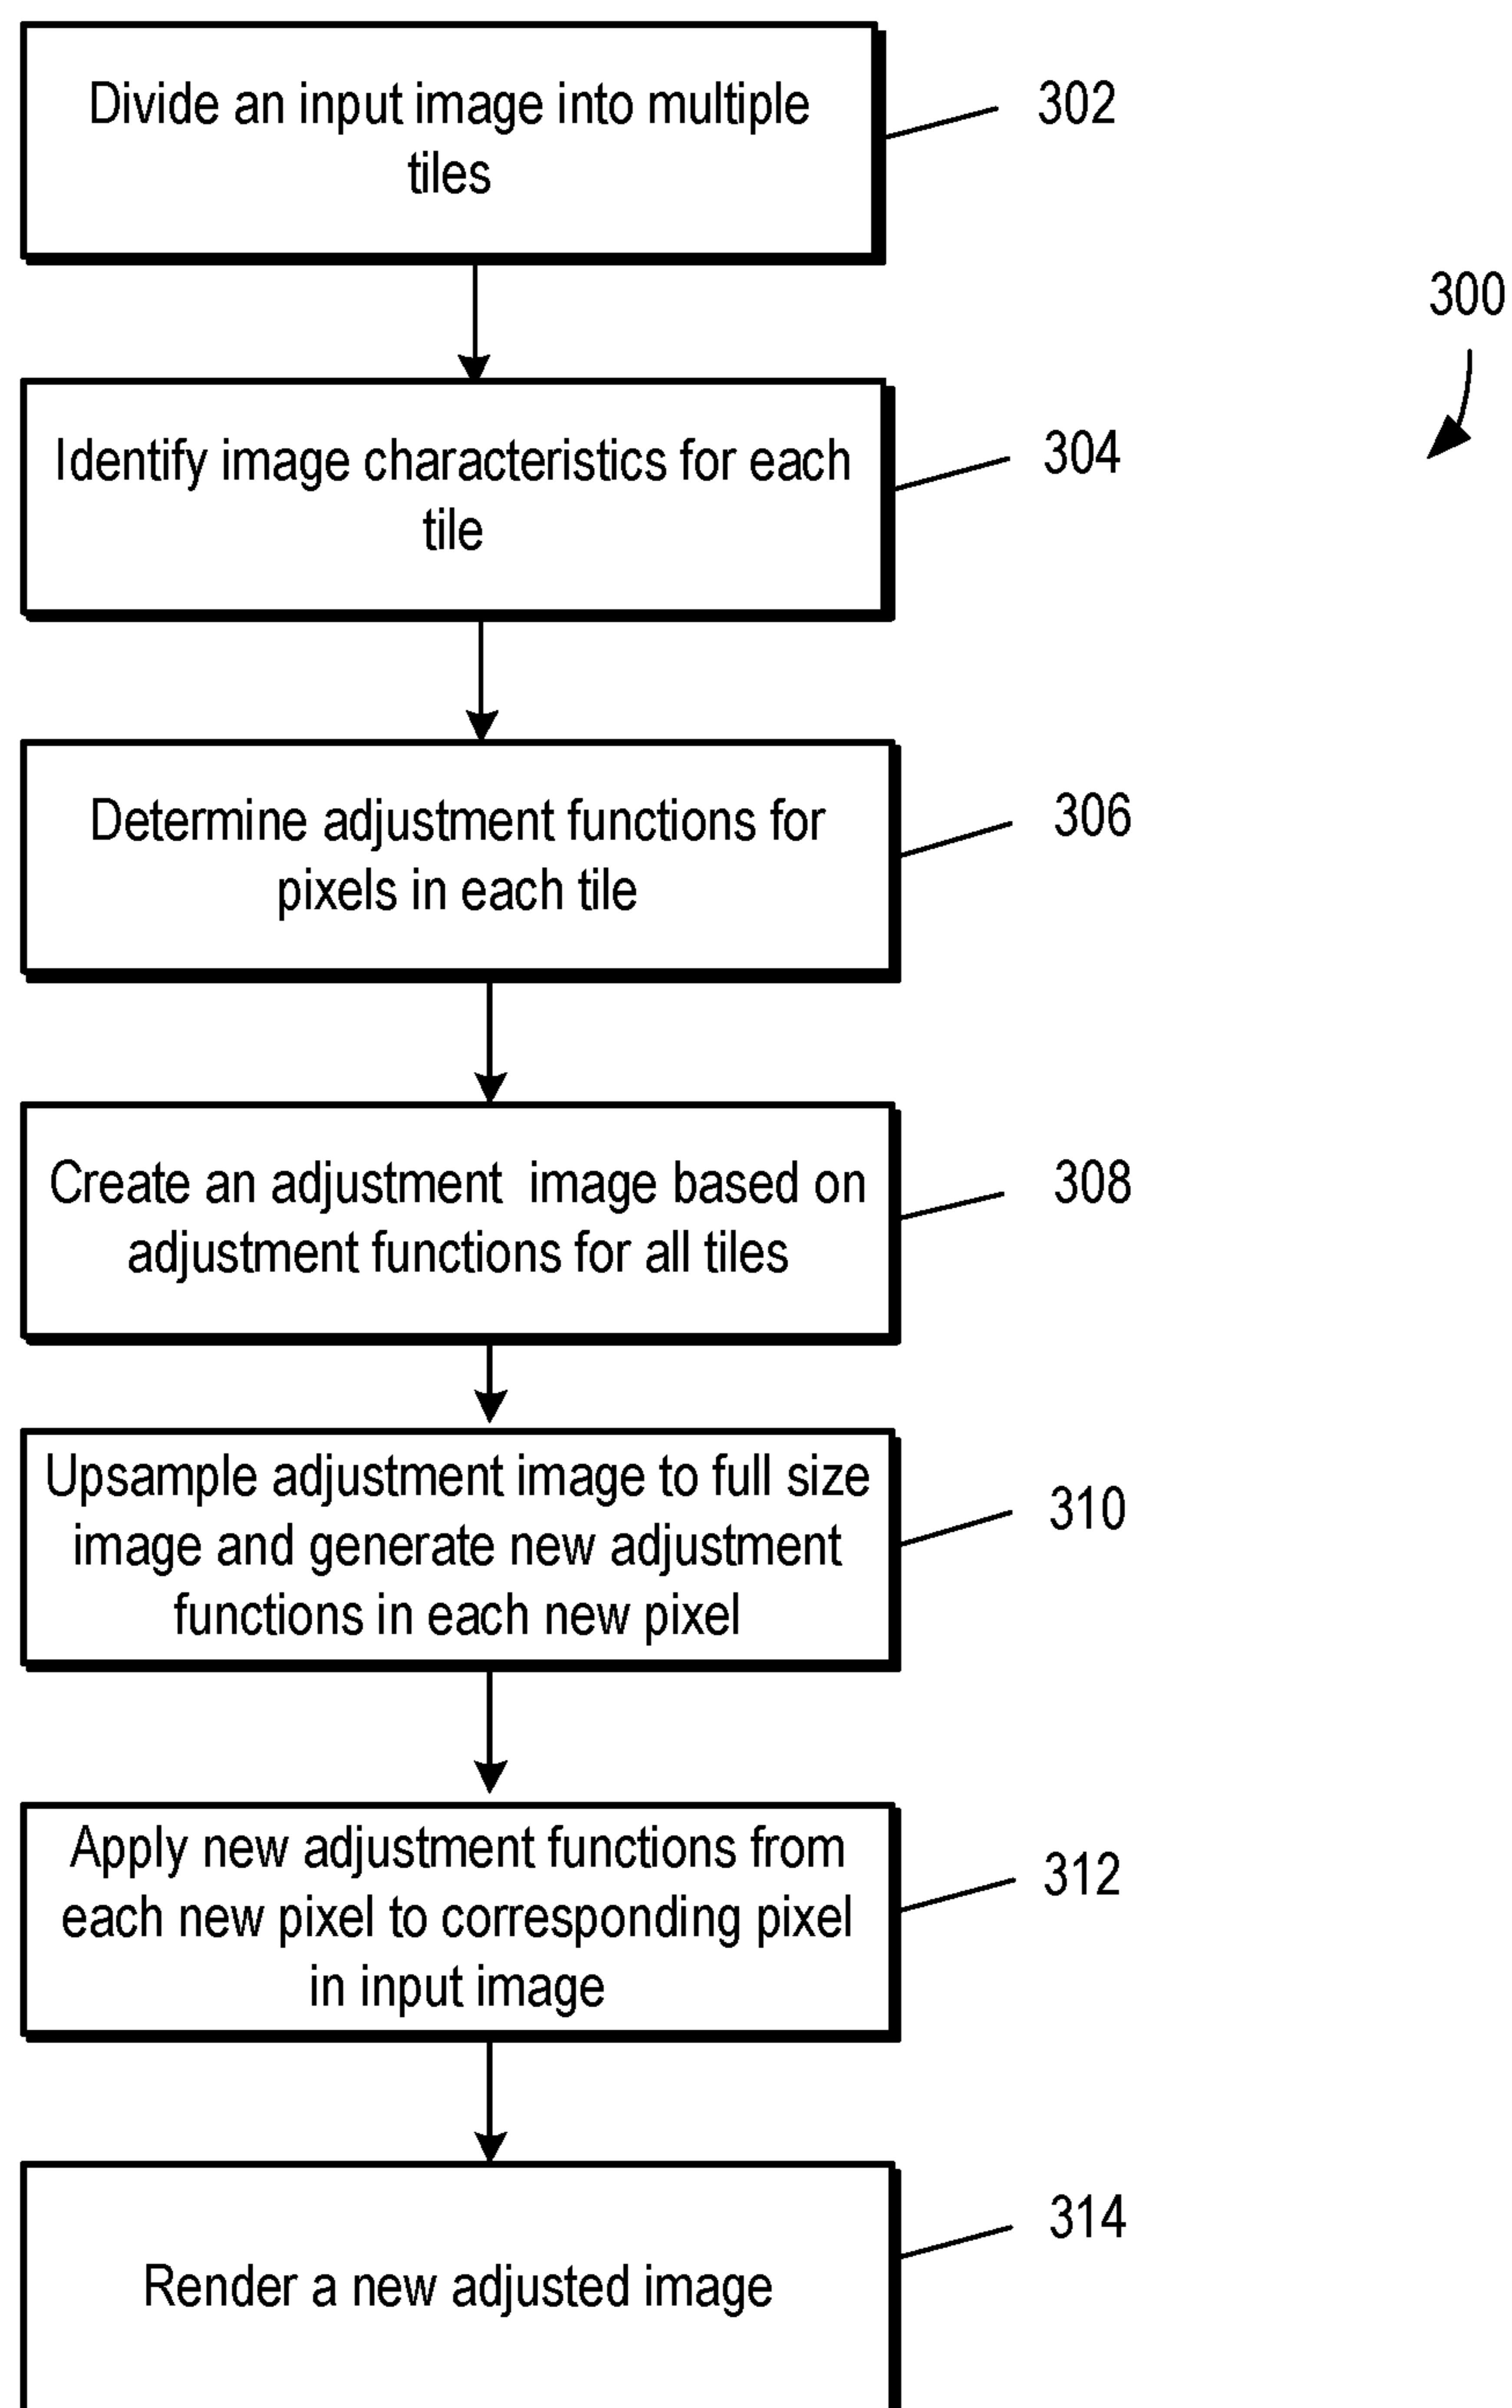 Divide an input image into multiple
tiles
302
300
Identify image characteristics for each
tile
304
Determine adjustment functions for
pixels in each tile
306
Create an adjustment image based on
adjustment functions for all tiles
308
Upsample adjustment image to full size
image and generate new adjustment
functions in each new pixel
310
Apply new adjustment functions from
each new pixel to corresponding pixel
in input image
312
Render a new adjusted image
314